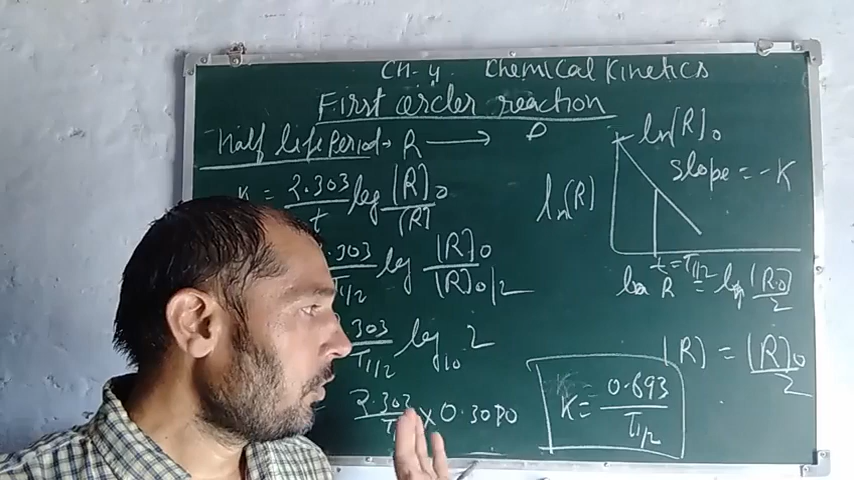 CH-4 Chemical Kinetics
First order reaction
Half life Period → R → P
K = 2.303/t log [R]0/[R]
.303/T1/2 log [R]0/[R]0/2
303/T1/2 log10 2
2.303/T × 0.3010
K = 0.693/T1/2
ln[R]0
slope = -K
ln[R]
t = T1/2
ln R = log [R0]/2
[R] = [R]0/2